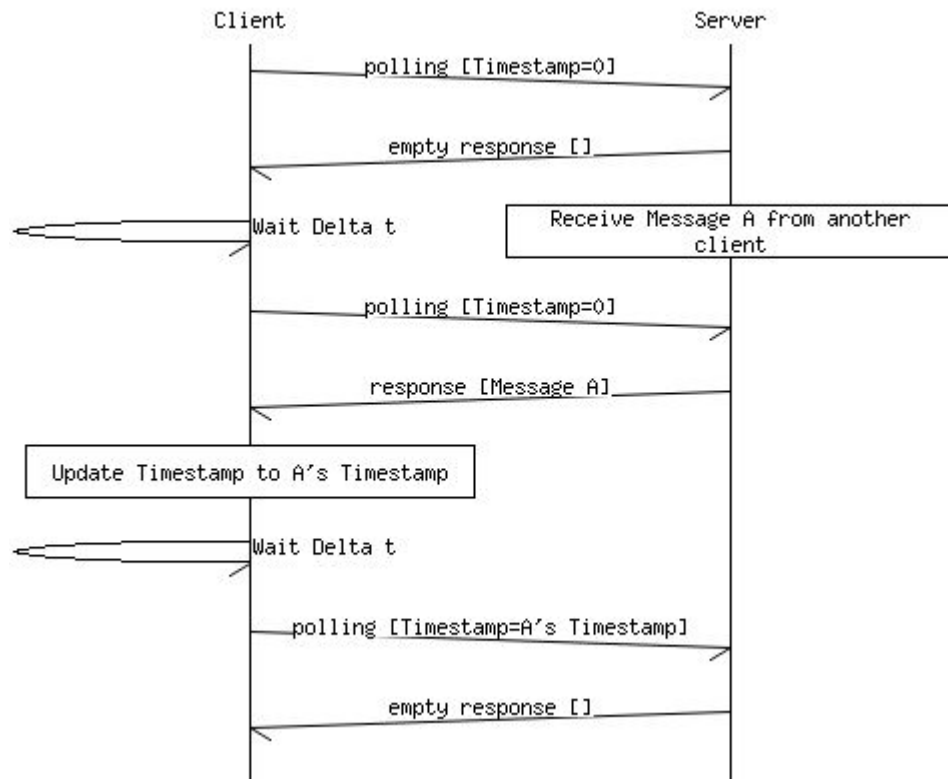 Client
Server
polling [Timestamp=0]
empty response []
Wait Delta t
Receive Message A from another
client
polling [Timestamp=0]
response [Message A]
Update Timestamp to A's Timestamp
Wait Delta t
polling [Timestamp=A's Timestamp]
empty response []